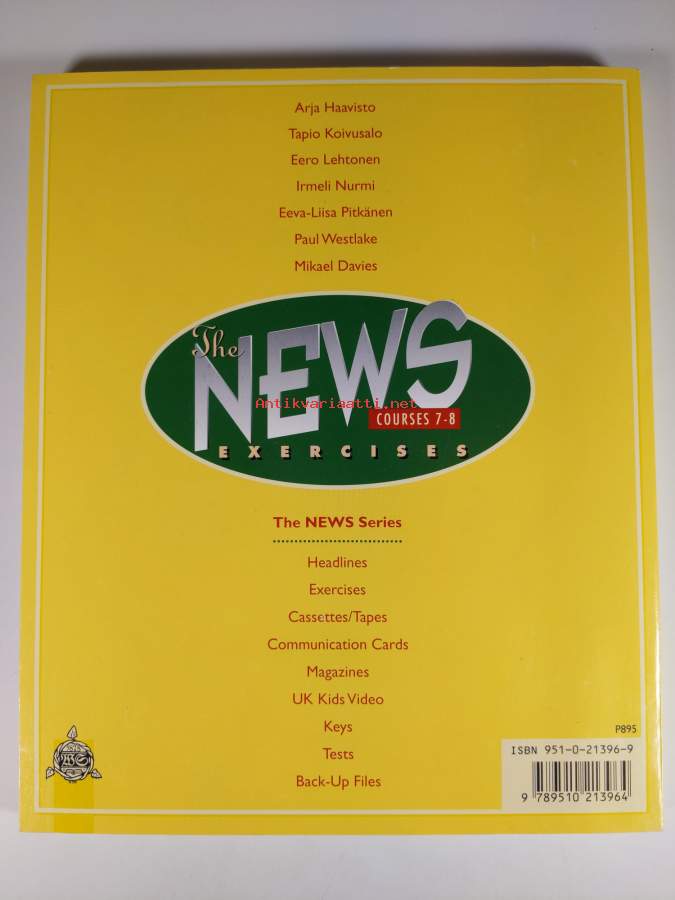 Arja Haavisto
Tapio Koivusalo
Eero Lehtonen
Irmeli Nurmi
Eeva-Liisa Pitkänen
Paul Westlake
Mikael Davies
The
NEWS
Antikvariaatti.net
COURSES 7-8
EXERCISES
The NEWS Series
Headlines
Exercises
Cassettes/Tapes
Communication Cards
Magazines
UK Kids Video
Keys
Tests
Back-Up Files
P895
ISBN 951-0-21396-9
9 789510 213964
WS